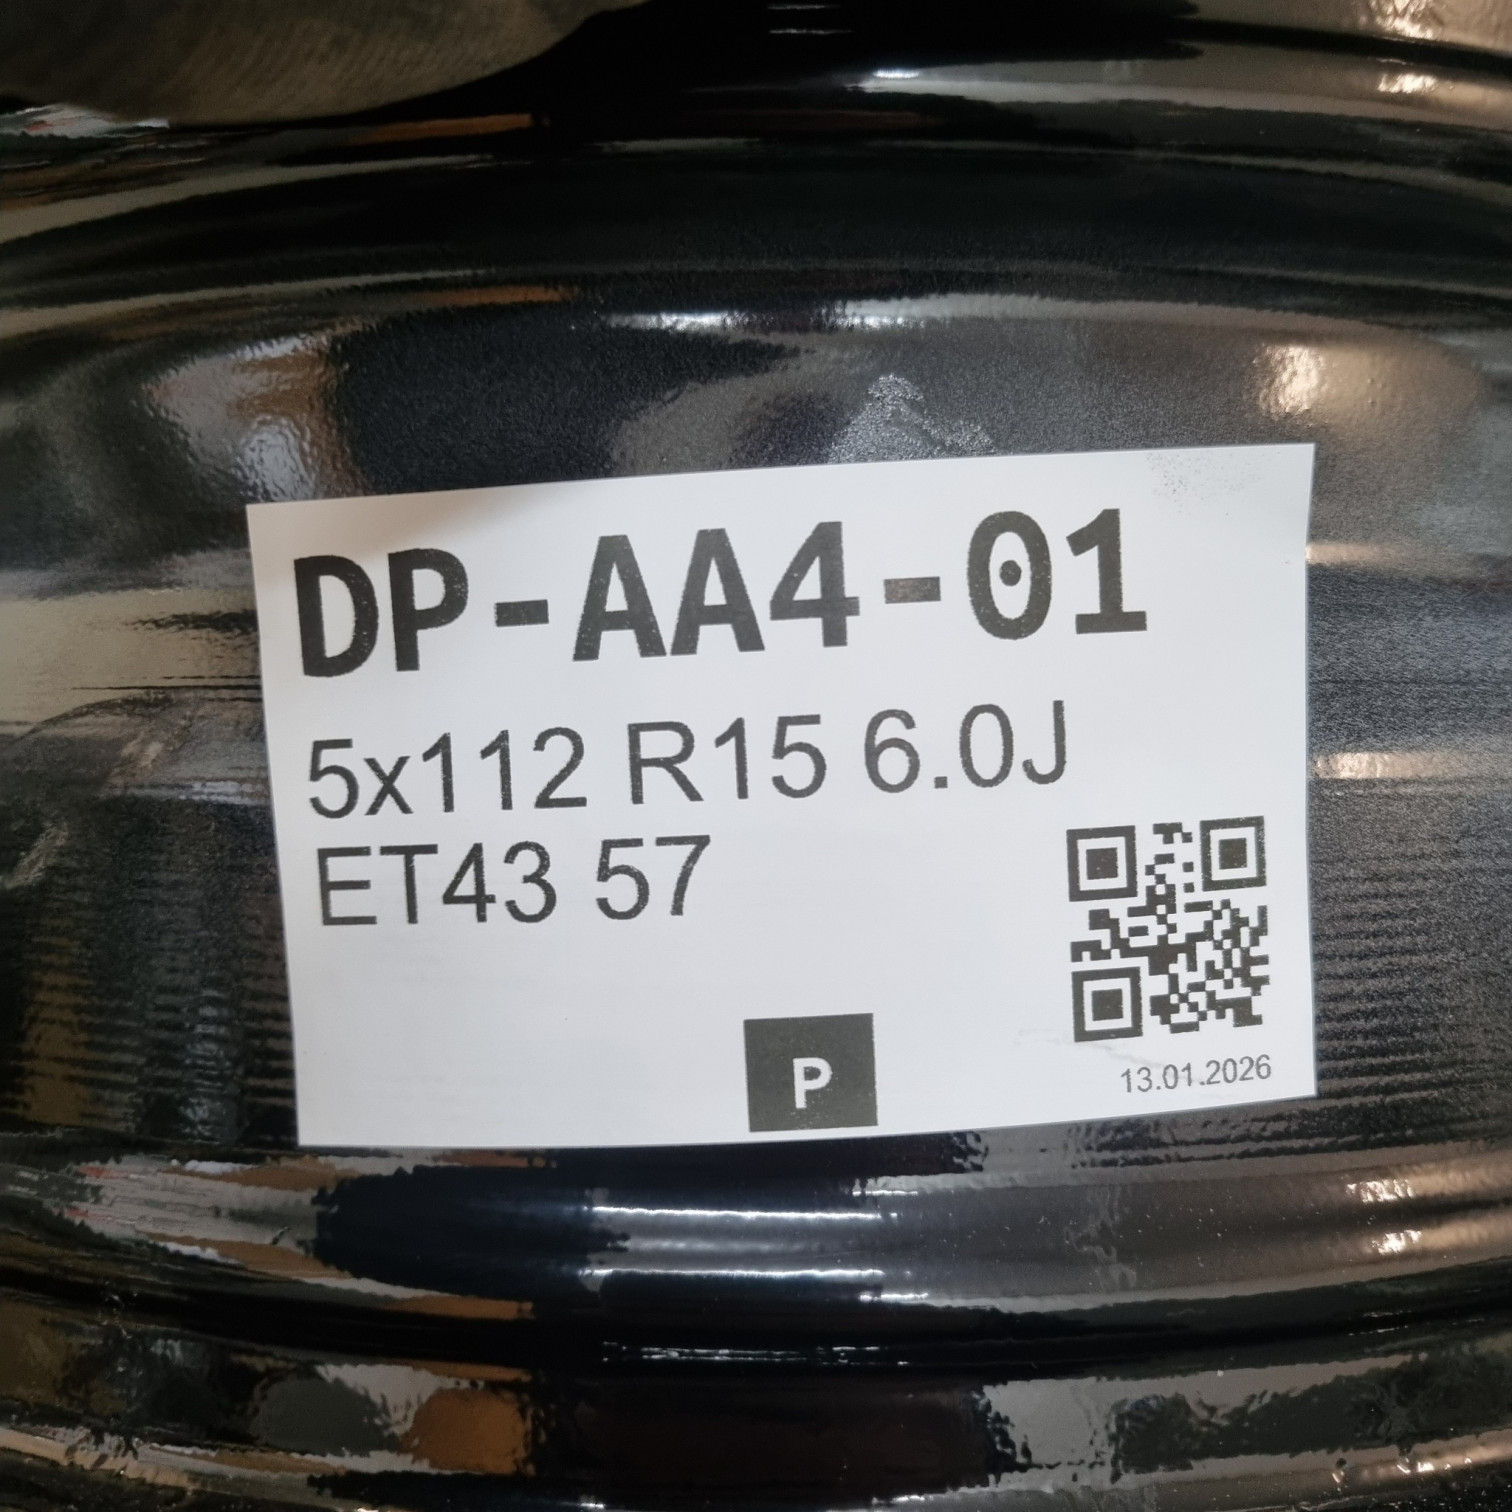 DP-AA4-01
5x112 R15 6.0J
ET43 57
P
13.01.2026